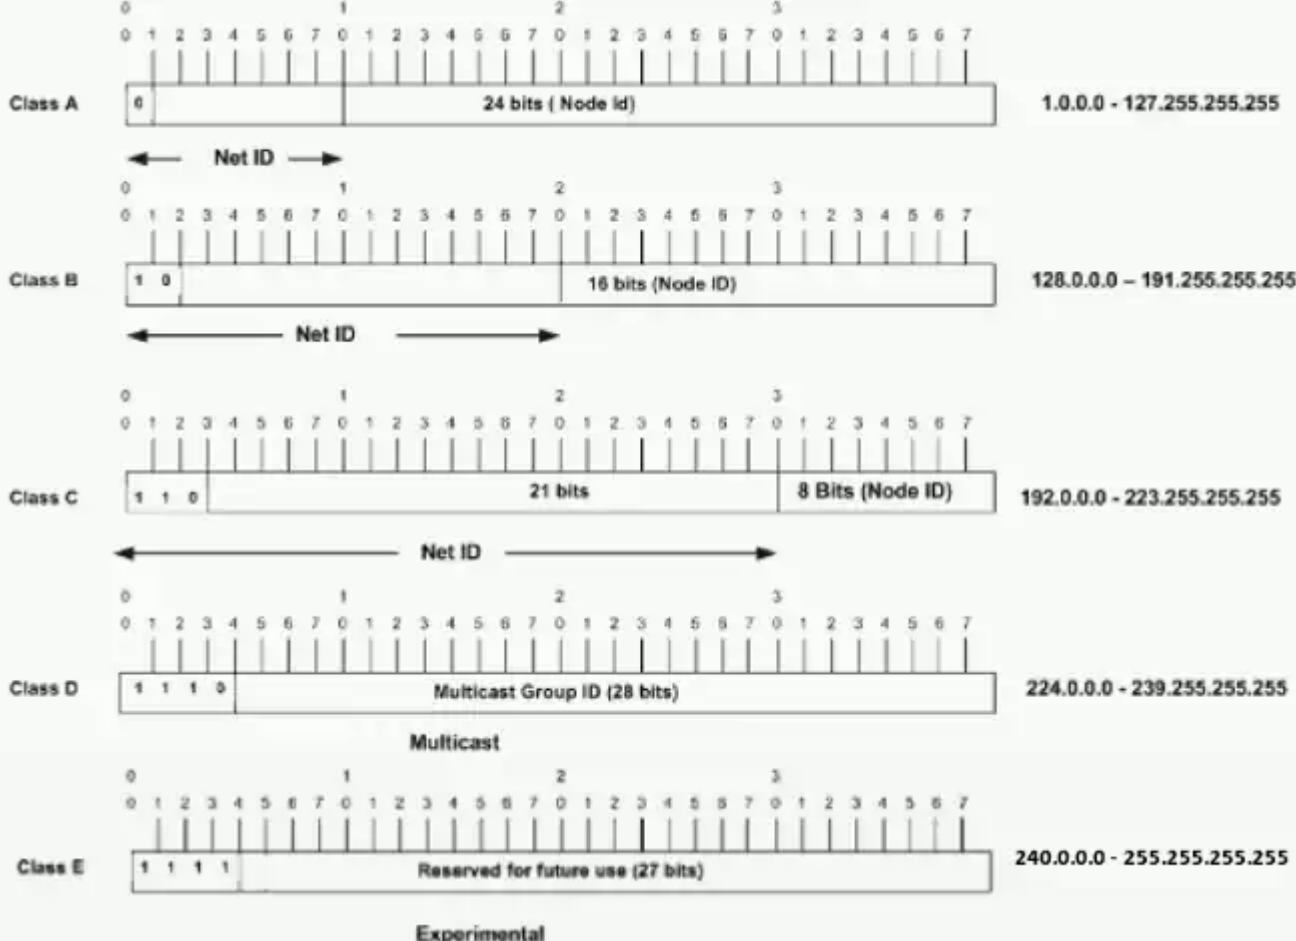 0 1 2 3
0 1 2 3 4 5 6 7 0 1 2 3 4 5 6 7 0 1 2 3 4 5 6 7 0 1 2 3 4 5 6 7
Class A 0 24 bits ( Node Id) 1.0.0.0 - 127.255.255.255
Net ID
0 1 2 3
0 1 2 3 4 5 6 7 0 1 2 3 4 5 6 7 0 1 2 3 4 5 6 7 0 1 2 3 4 5 6 7
Class B 1 0 16 bits (Node ID) 128.0.0.0 – 191.255.255.255
Net ID
0 1 2 3
0 1 2 3 4 5 6 7 0 1 2 3 4 5 6 7 0 1 2 3 4 5 6 7 0 1 2 3 4 5 6 7
Class C 1 1 0 21 bits 8 Bits (Node ID) 192.0.0.0 - 223.255.255.255
Net ID
0 1 2 3
0 1 2 3 4 5 6 7 0 1 2 3 4 5 6 7 0 1 2 3 4 5 6 7 0 1 2 3 4 5 6 7
Class D 1 1 1 0 Multicast Group ID (28 bits) 224.0.0.0 - 239.255.255.255
Multicast
0 1 2 3
0 1 2 3 4 5 6 7 0 1 2 3 4 5 6 7 0 1 2 3 4 5 6 7 0 1 2 3 4 5 6 7
Class E 1 1 1 1 Reserved for future use (27 bits) 240.0.0.0 - 255.255.255.255
Experimental